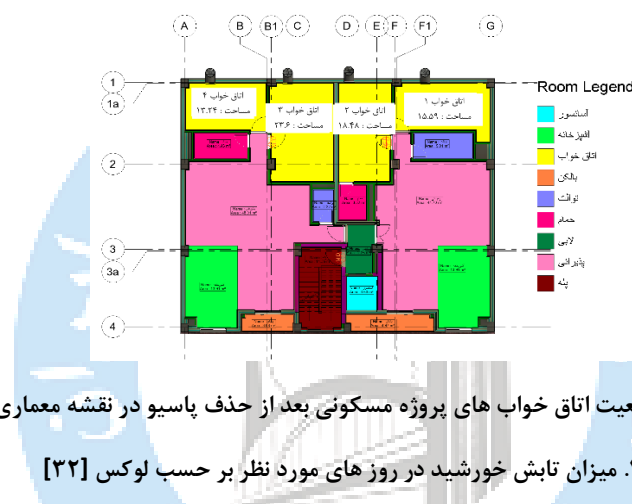 A B B1 C D E F F1 G
1
1a
2
3
3a
4
اتاق خواب ۴
مساحت : ۱۳.۲۴
اتاق خواب ۳
مساحت : ۲۳.۶
اتاق خواب ۲
مساحت : ۱۸.۴۸
اتاق خواب ۱
مساحت : ۱۵.۵۹
Room Legend
آسانسور
آشپزخانه
اتاق خواب
بالکن
توالت
حمام
لابی
پذیرائی
پله
عیت اتاق خواب های پروژه مسکونی بعد از حذف پاسیو در نقشه معماری
. میزان تابش خورشید در روز های مورد نظر بر حسب لوکس [۳۲]